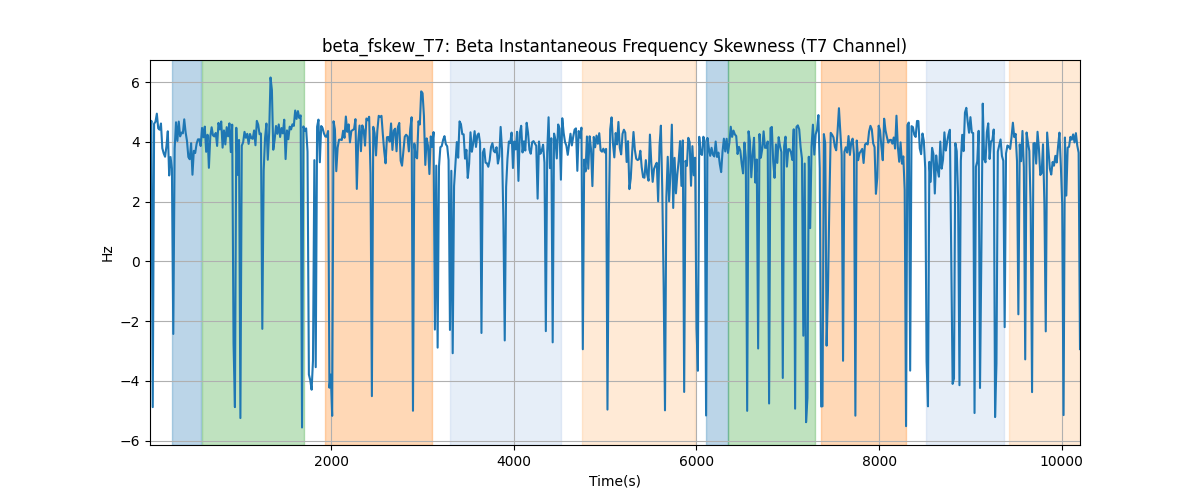 beta_fskew_T7: Beta Instantaneous Frequency Skewness (T7 Channel)
6
4
2
0
−2
−4
−6
Hz
2000 4000 6000 8000 10000
Time(s)